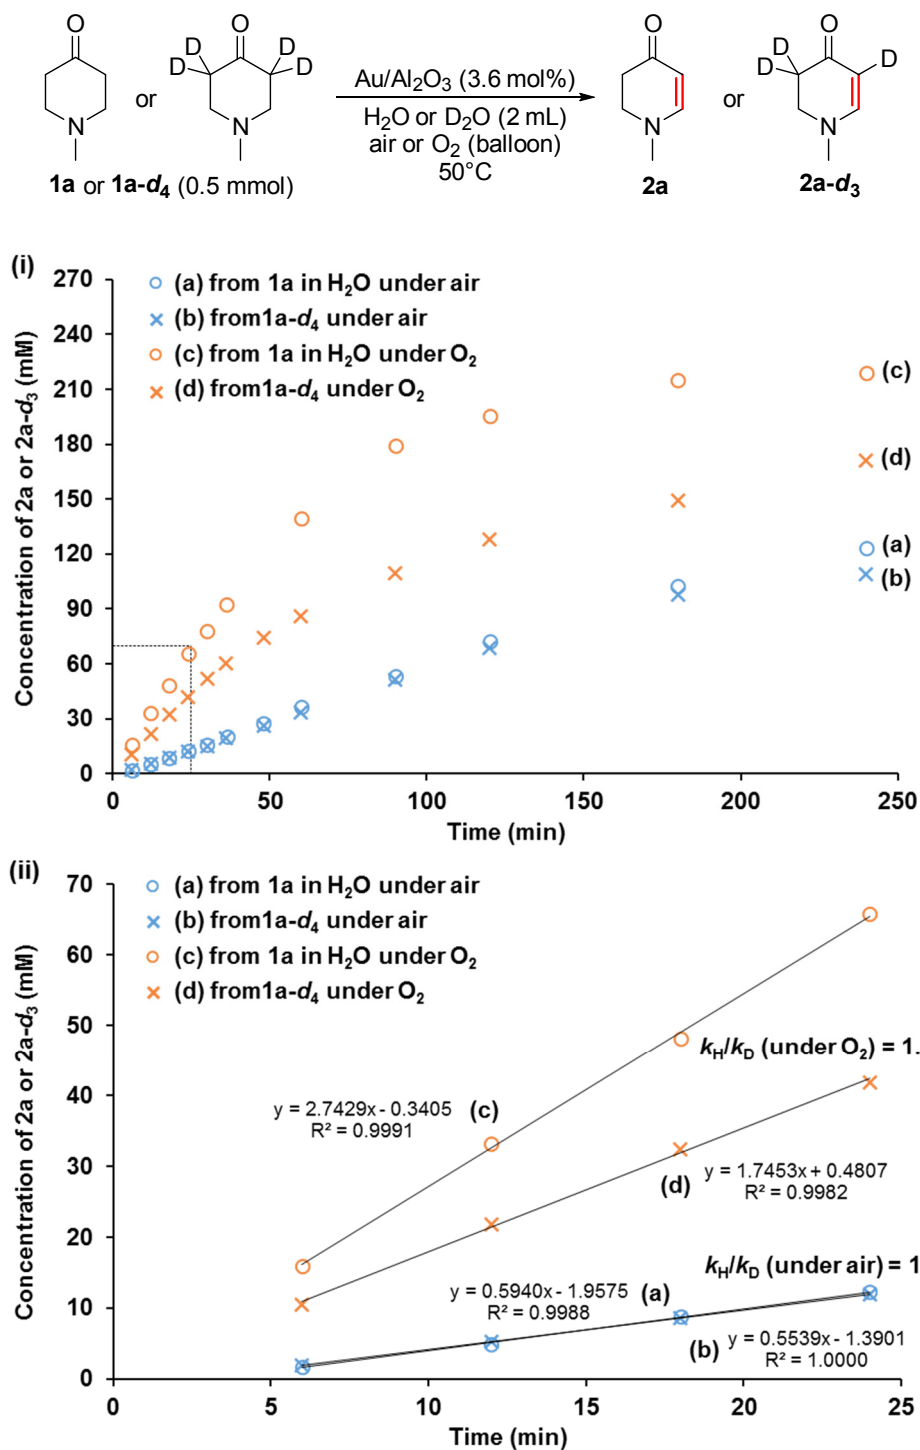 O
O
O
O
D
D
D
D
D
D
D
or
Au/Al₂O₃ (3.6 mol%)
H₂O or D₂O (2 mL)
air or O₂ (balloon)
50°C
or
N
N
N
N
1a or 1a-d₄ (0.5 mmol)
2a
2a-d₃
(i)
270
240
210
180
150
120
90
60
30
0
Concentration of 2a or 2a-d₃ (mM)
(a) from 1a in H₂O under air
(b) from1a-d₄ under air
(c) from 1a in H₂O under O₂
(d) from1a-d₄ under O₂
(c)
(d)
(a)
(b)
0
50
100
150
200
250
Time (min)
(ii)
70
60
50
40
30
20
10
0
Concentration of 2a or 2a-d₃ (mM)
(a) from 1a in H₂O under air
(b) from1a-d₄ under air
(c) from 1a in H₂O under O₂
(d) from1a-d₄ under O₂
k_H/k_D (under O₂) = 1.
y = 2.7429x - 0.3405
R² = 0.9991
(c)
(d)
y = 1.7453x + 0.4807
R² = 0.9982
k_H/k_D (under air) = 1
y = 0.5940x - 1.9575
R² = 0.9988
(a)
(b)
y = 0.5539x - 1.3901
R² = 1.0000
0
5
10
15
20
25
Time (min)